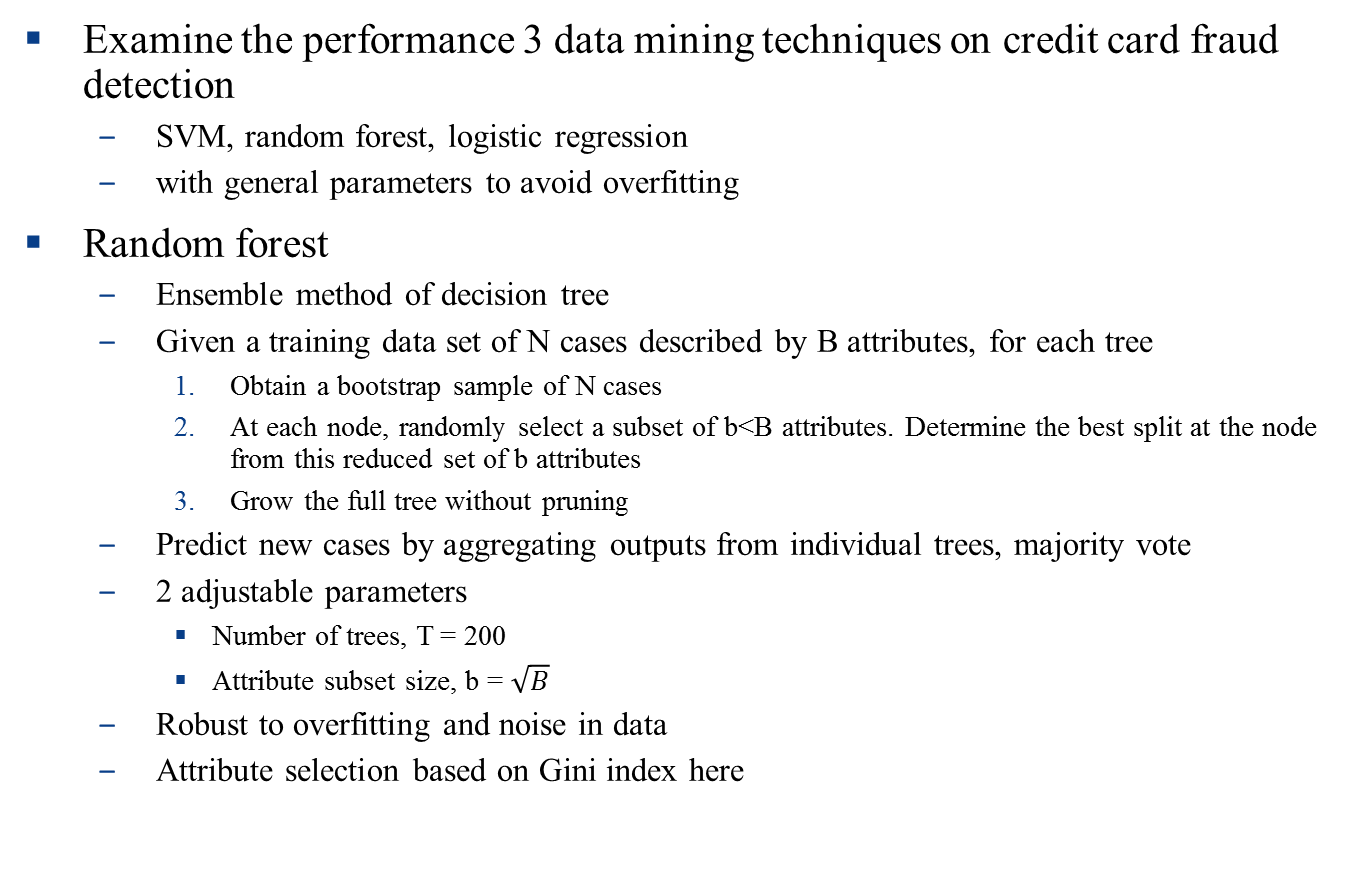 ▪ Examine the performance 3 data mining techniques on credit card fraud
detection
– SVM, random forest, logistic regression
– with general parameters to avoid overfitting
▪ Random forest
– Ensemble method of decision tree
– Given a training data set of N cases described by B attributes, for each tree
1. Obtain a bootstrap sample of N cases
2. At each node, randomly select a subset of b<B attributes. Determine the best split at the node
from this reduced set of b attributes
3. Grow the full tree without pruning
– Predict new cases by aggregating outputs from individual trees, majority vote
– 2 adjustable parameters
▪ Number of trees, T = 200
▪ Attribute subset size, b = √B
– Robust to overfitting and noise in data
– Attribute selection based on Gini index here